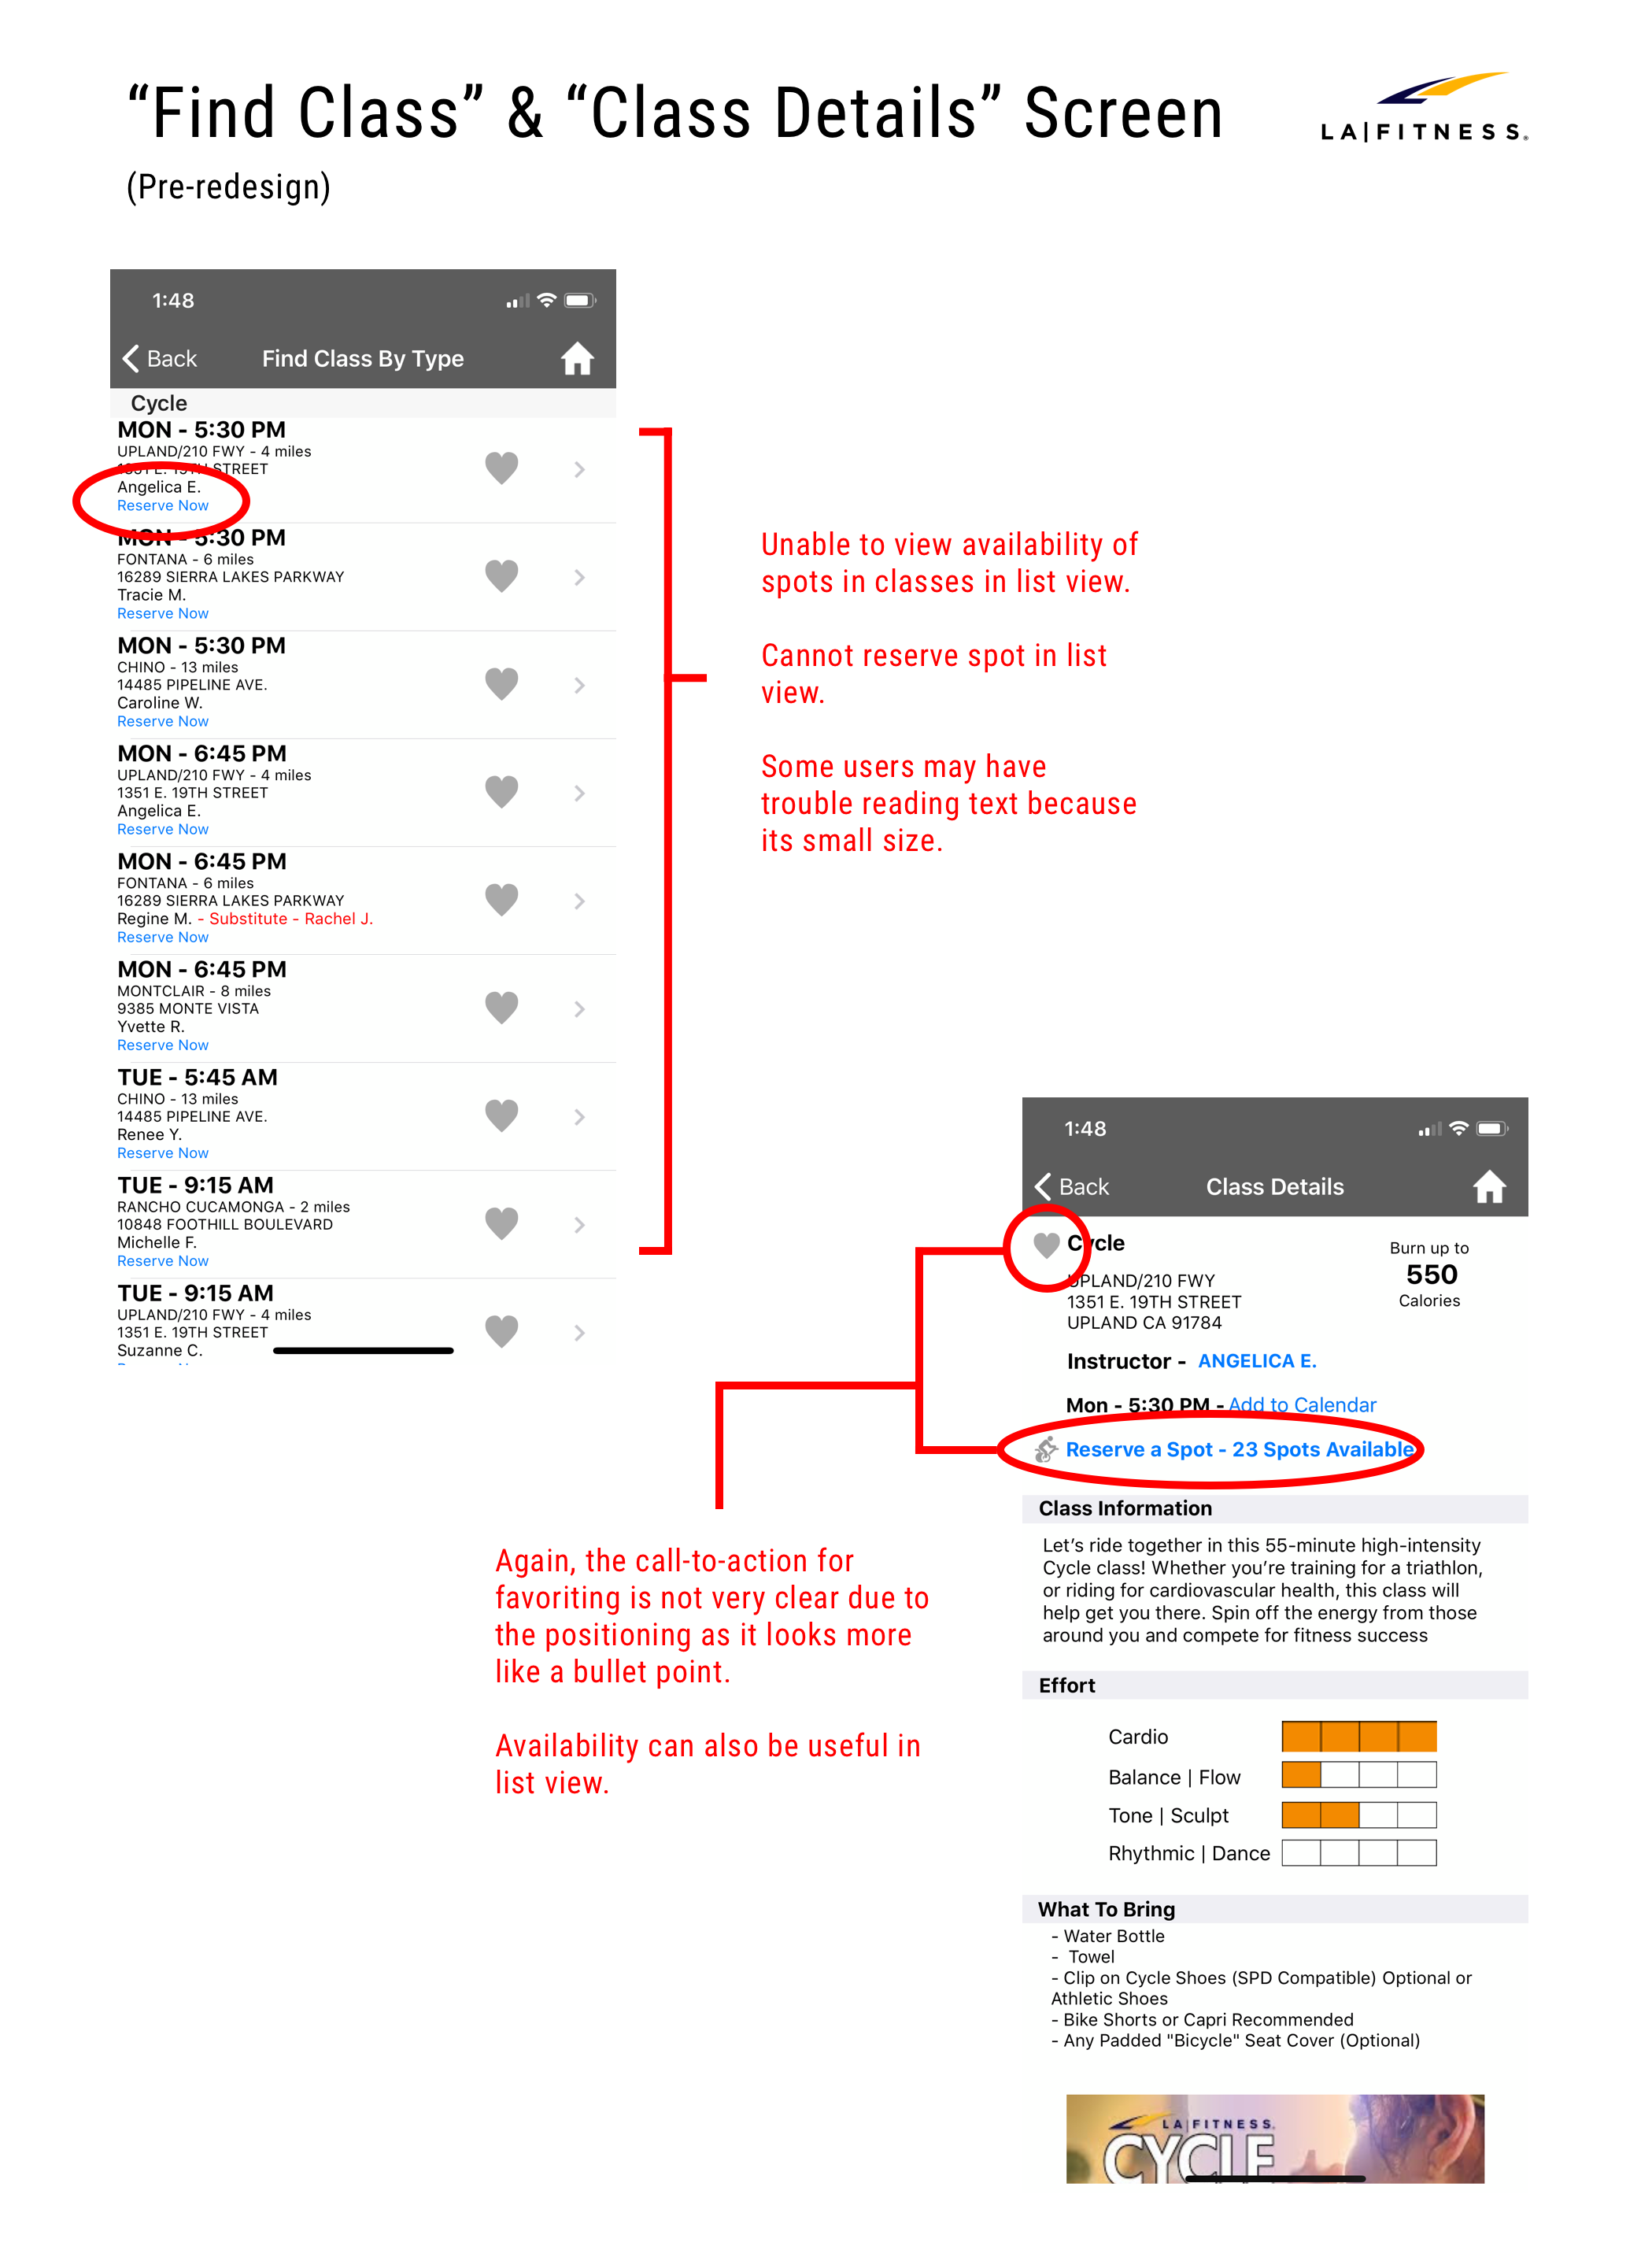 “Find Class” & “Class Details” Screen
(Pre-redesign)
LA|FITNESS®
1:48
Back
Find Class By Type
Cycle
MON - 5:30 PM
UPLAND/210 FWY - 4 miles
1351 E. 19TH STREET
Angelica E.
Reserve Now
MON - 5:30 PM
FONTANA - 6 miles
16289 SIERRA LAKES PARKWAY
Tracie M.
Reserve Now
MON - 5:30 PM
CHINO - 13 miles
14485 PIPELINE AVE.
Caroline W.
Reserve Now
MON - 6:45 PM
UPLAND/210 FWY - 4 miles
1351 E. 19TH STREET
Angelica E.
Reserve Now
MON - 6:45 PM
FONTANA - 6 miles
16289 SIERRA LAKES PARKWAY
Regine M. - Substitute - Rachel J.
Reserve Now
MON - 6:45 PM
MONTCLAIR - 8 miles
9385 MONTE VISTA
Yvette R.
Reserve Now
TUE - 5:45 AM
CHINO - 13 miles
14485 PIPELINE AVE.
Renee Y.
Reserve Now
TUE - 9:15 AM
RANCHO CUCAMONGA - 2 miles
10848 FOOTHILL BOULEVARD
Michelle F.
Reserve Now
TUE - 9:15 AM
UPLAND/210 FWY - 4 miles
1351 E. 19TH STREET
Suzanne C.
Unable to view availability of
spots in classes in list view.
Cannot reserve spot in list
view.
Some users may have
trouble reading text because
its small size.
1:48
Back
Class Details
Cycle
UPLAND/210 FWY
1351 E. 19TH STREET
UPLAND CA 91784
Burn up to
550
Calories
Instructor - ANGELICA E.
Mon - 5:30 PM - Add to Calendar
Reserve a Spot - 23 Spots Available
Class Information
Let’s ride together in this 55-minute high-intensity
Cycle class! Whether you’re training for a triathlon,
or riding for cardiovascular health, this class will
help get you there. Spin off the energy from those
around you and compete for fitness success
Effort
Cardio
Balance | Flow
Tone | Sculpt
Rhythmic | Dance
What To Bring
- Water Bottle
- Towel
- Clip on Cycle Shoes (SPD Compatible) Optional or
Athletic Shoes
- Bike Shorts or Capri Recommended
- Any Padded "Bicycle" Seat Cover (Optional)
LA|FITNESS.
CYCLE
Again, the call-to-action for
favoriting is not very clear due to
the positioning as it looks more
like a bullet point.
Availability can also be useful in
list view.